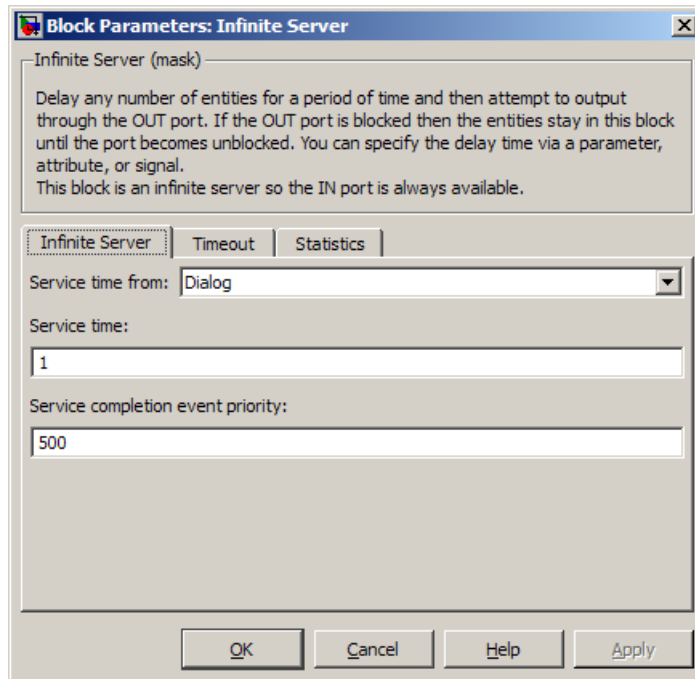 Block Parameters: Infinite Server
Infinite Server (mask)
Delay any number of entities for a period of time and then attempt to output
through the OUT port. If the OUT port is blocked then the entities stay in this block
until the port becomes unblocked. You can specify the delay time via a parameter,
attribute, or signal.
This block is an infinite server so the IN port is always available.
Infinite Server Timeout Statistics
Service time from: Dialog
Service time:
1
Service completion event priority:
500
OK Cancel Help Apply